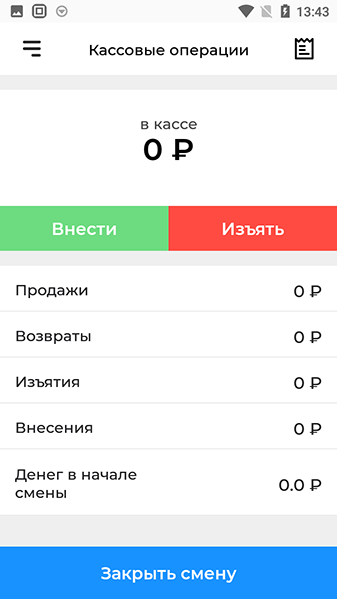 13:43
Кассовые операции
в кассе
0 ₽
Внести
Изъять
Продажи 0 ₽
Возвраты 0 ₽
Изъятия 0 ₽
Внесения 0 ₽
Денег в начале
смены 0.0 ₽
Закрыть смену